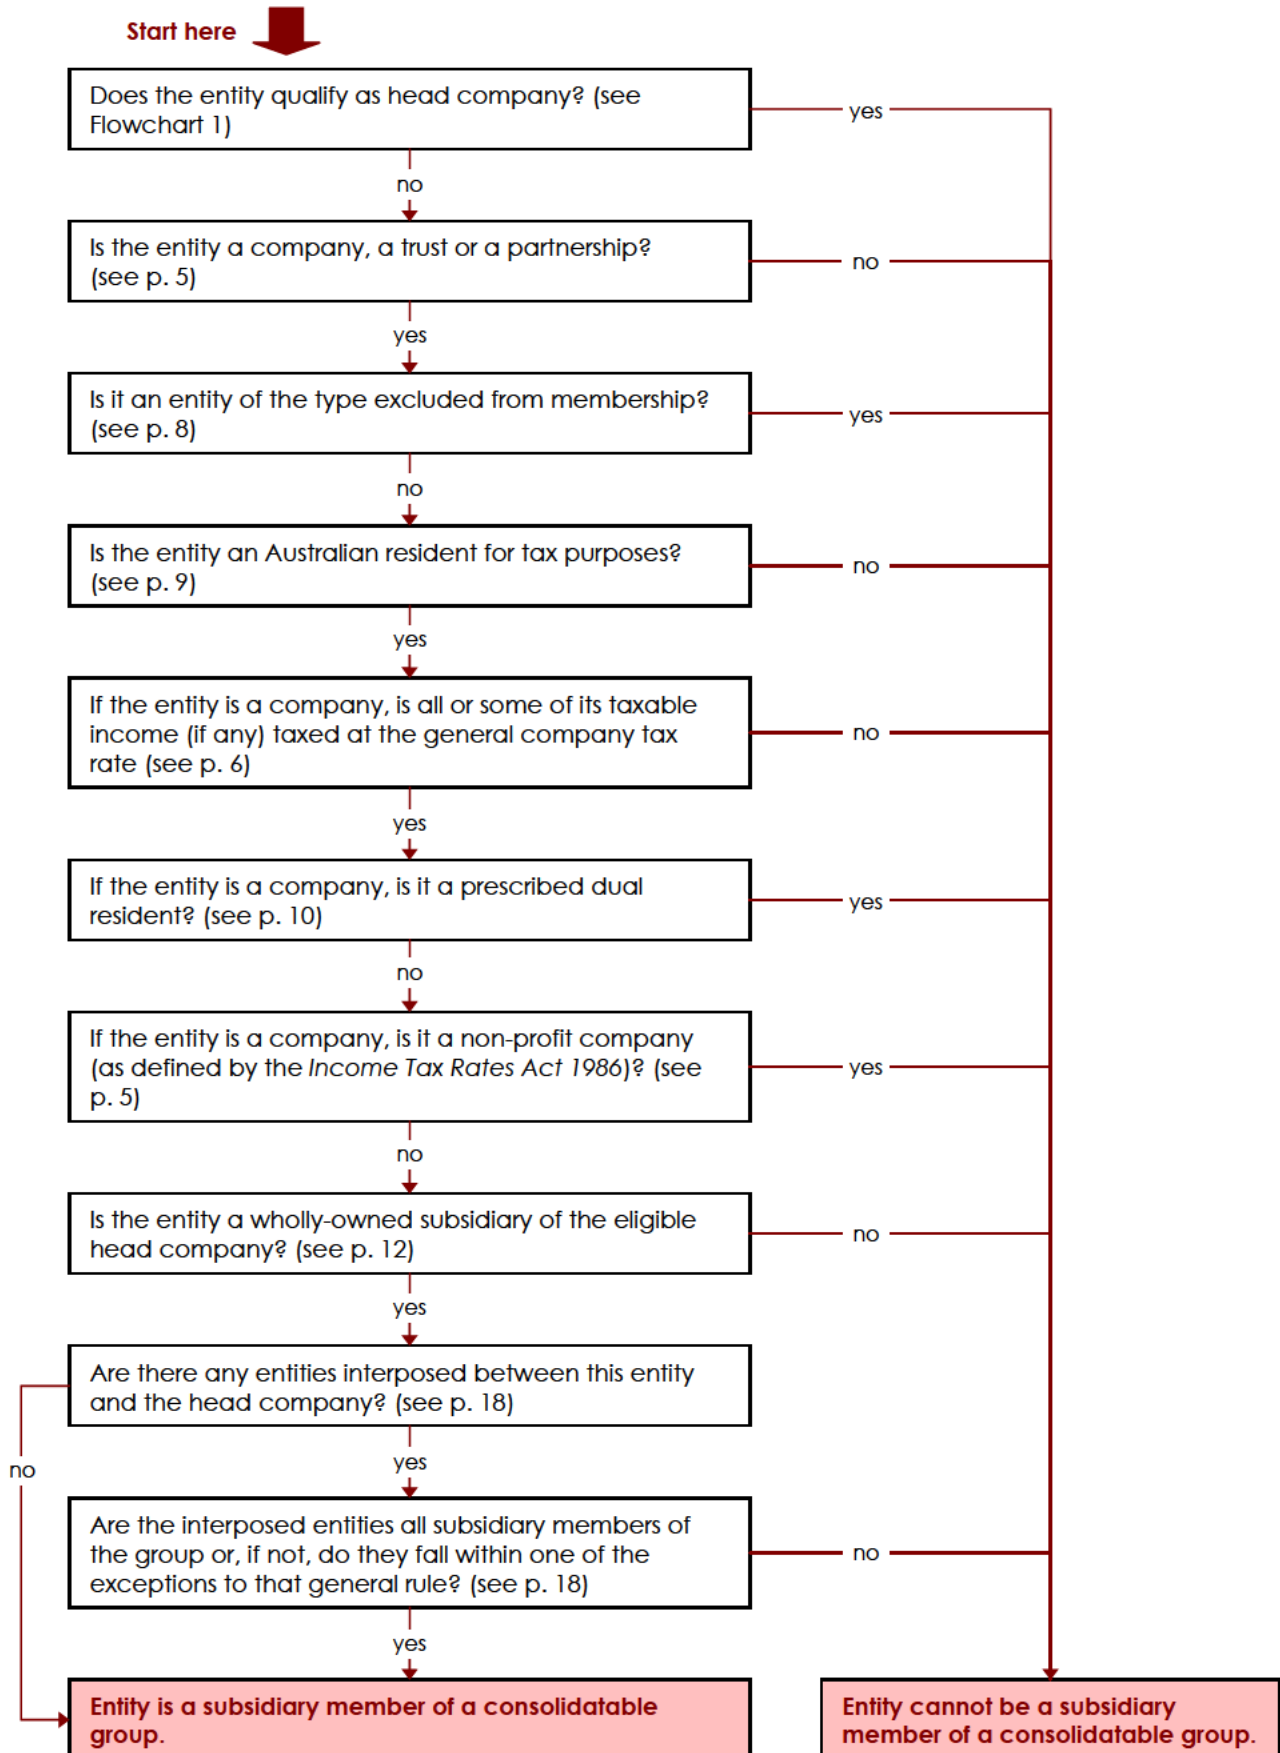 Start here
Does the entity qualify as head company? (see
Flowchart 1)
yes
no
Is the entity a company, a trust or a partnership?
(see p. 5)
no
yes
Is it an entity of the type excluded from membership?
(see p. 8)
yes
no
Is the entity an Australian resident for tax purposes?
(see p. 9)
no
yes
If the entity is a company, is all or some of its taxable
income (if any) taxed at the general company tax
rate (see p. 6)
no
yes
If the entity is a company, is it a prescribed dual
resident? (see p. 10)
yes
no
If the entity is a company, is it a non-profit company
(as defined by the Income Tax Rates Act 1986)? (see
p. 5)
yes
no
Is the entity a wholly-owned subsidiary of the eligible
head company? (see p. 12)
no
yes
Are there any entities interposed between this entity
and the head company? (see p. 18)
no
yes
Are the interposed entities all subsidiary members of
the group or, if not, do they fall within one of the
exceptions to that general rule? (see p. 18)
no
yes
Entity is a subsidiary member of a consolidatable
group.
Entity cannot be a subsidiary
member of a consolidatable group.